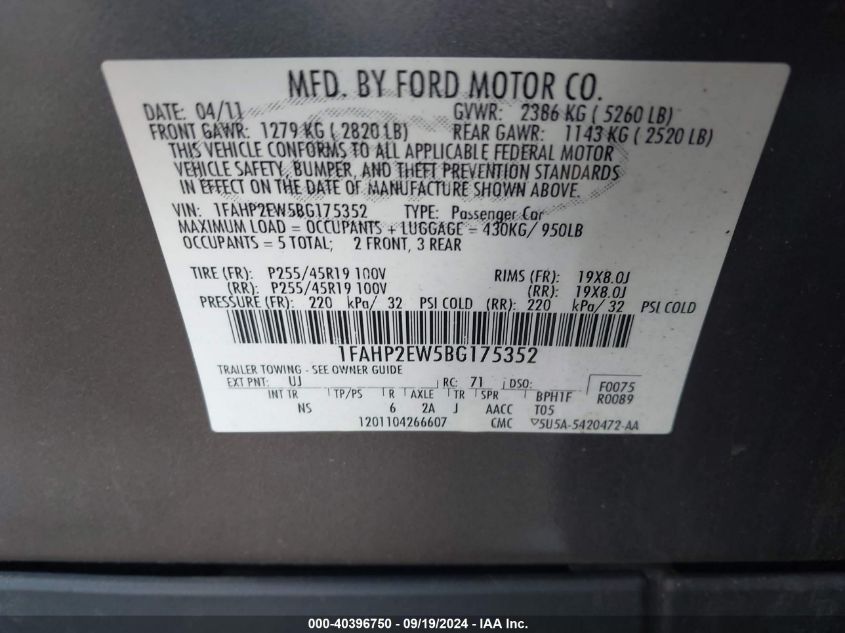 MFD. BY FORD MOTOR CO.
DATE: 04/11 GVWR: 2386 KG ( 5260 LB)
FRONT GAWR: 1279 KG ( 2820 LB) REAR GAWR: 1143 KG ( 2520 LB)
THIS VEHICLE CONFORMS TO ALL APPLICABLE FEDERAL MOTOR
VEHICLE SAFETY, BUMPER, AND THEFT PREVENTION STANDARDS
IN EFFECT ON THE DATE OF MANUFACTURE SHOWN ABOVE.
VIN: 1FAHP2EW5BG175352 TYPE: Passenger Car
MAXIMUM LOAD = OCCUPANTS + LUGGAGE = 430KG/ 950LB
OCCUPANTS = 5 TOTAL; 2 FRONT, 3 REAR
TIRE (FR): P255/45R19 100V RIMS (FR): 19X8.0J
(RR): P255/45R19 100V (RR): 19X8.0J
PRESSURE (FR): 220 kPa/ 32 PSI COLD (RR): 220 kPa/ 32 PSI COLD
1FAHP2EW5BG175352
TRAILER TOWING - SEE OWNER GUIDE
EXT PNT: UJ RC: 71 DSO: F0075
INT TR TP/PS R AXLE TR SPR BPH1F R0089
NS 6 2A J AACC T05
1201104266607 CMC ▽5U5A-5420472-AA
000-40396750 - 09/19/2024 - IAA Inc.